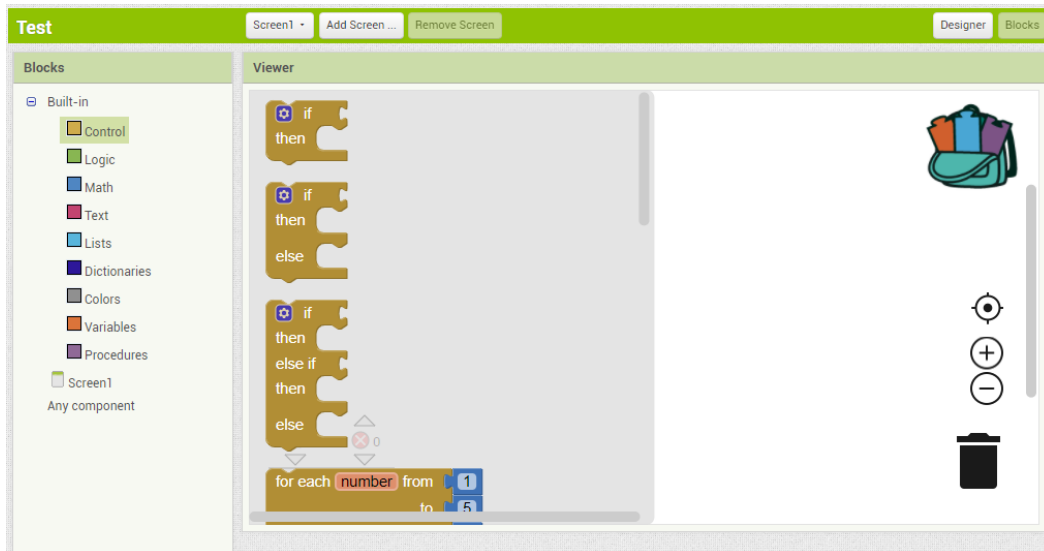 Test
Screen1
Add Screen ...
Remove Screen
Designer
Blocks
Blocks
Viewer
Built-in
Control
Logic
Math
Text
Lists
Dictionaries
Colors
Variables
Procedures
Screen1
Any component
if
then
if
then
else
if
then
else if
then
else
0
for each number from 1
to 5